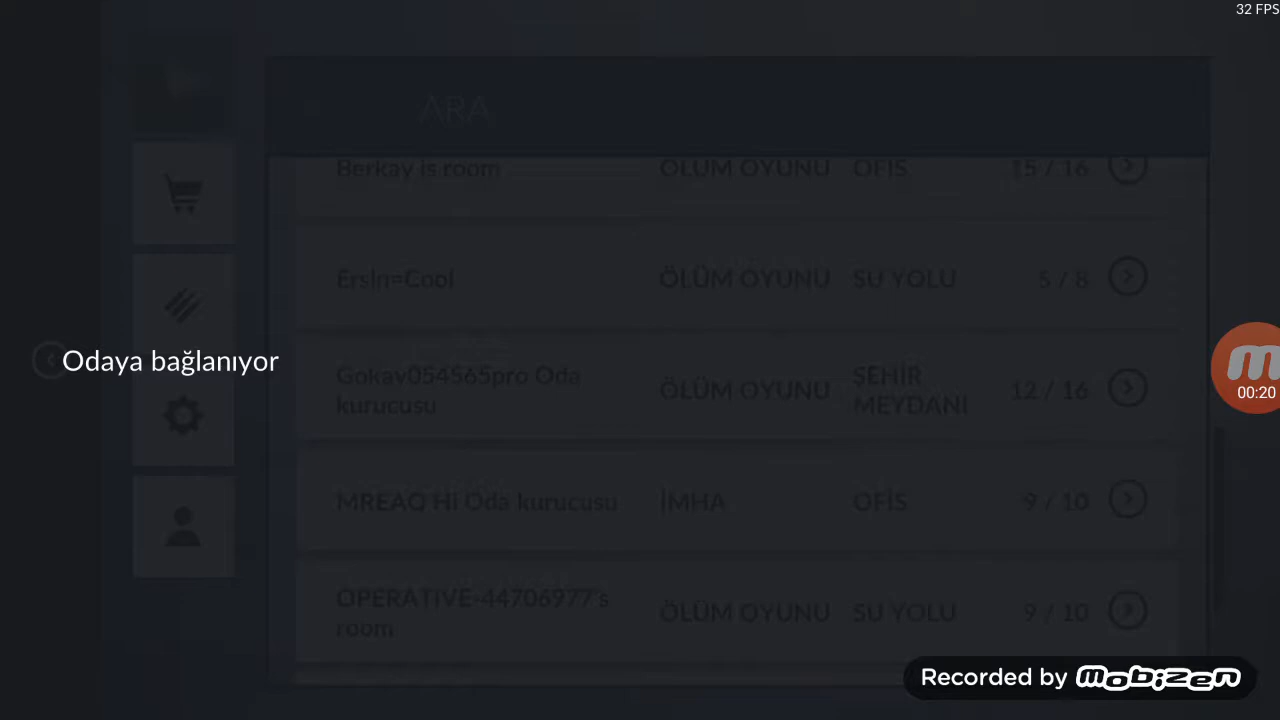 32 FPS
ARA
Berkay is room ÖLÜM OYUNU OFİS 15 / 16
Ersin=Cool ÖLÜM OYUNU SU YOLU 5 / 8
Odaya bağlanıyor
Gokav054565pro Oda
kurucusu ÖLÜM OYUNU ŞEHİR
MEYDANI 12 / 16
00:20
MREAO Hi Oda kurucusu İMHA OFİS 9 / 10
OPERATIVE-44706977's
room ÖLÜM OYUNU SU YOLU 9 / 10
Recorded by mobizen